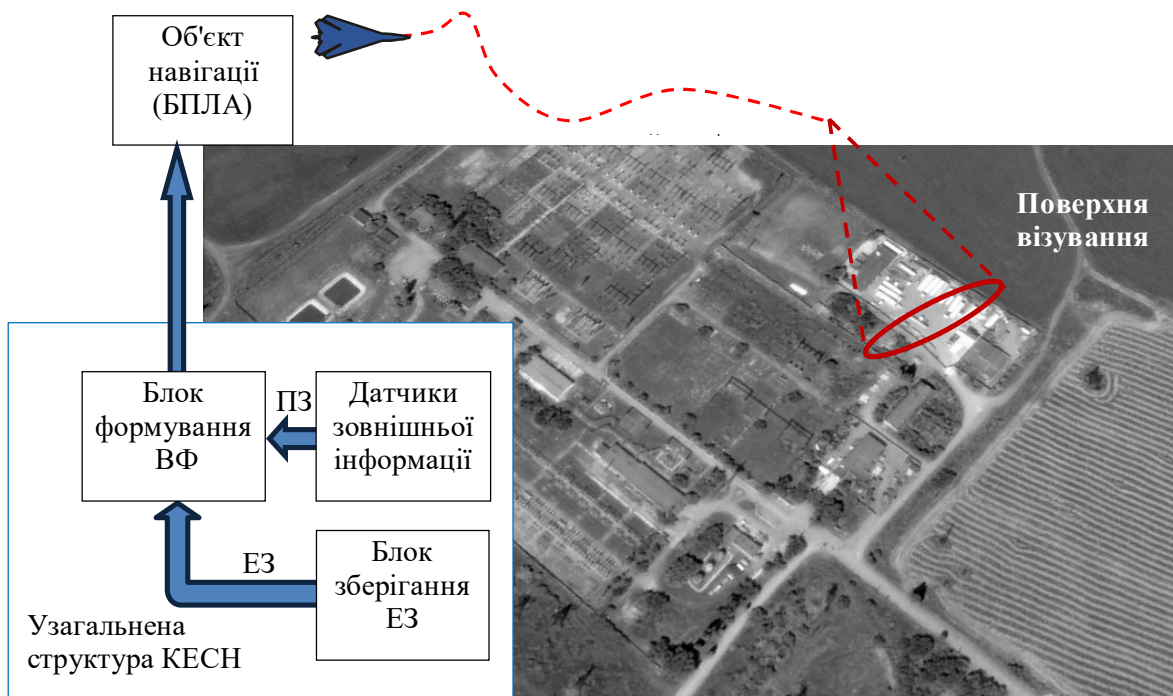 Об'єкт
навігації
(БПЛА)
Поверхня
візування
Блок
формування
ВФ
ПЗ
Датчики
зовнішньої
інформації
ЕЗ
Блок
зберігання
ЕЗ
Узагальнена
структура КЕСН